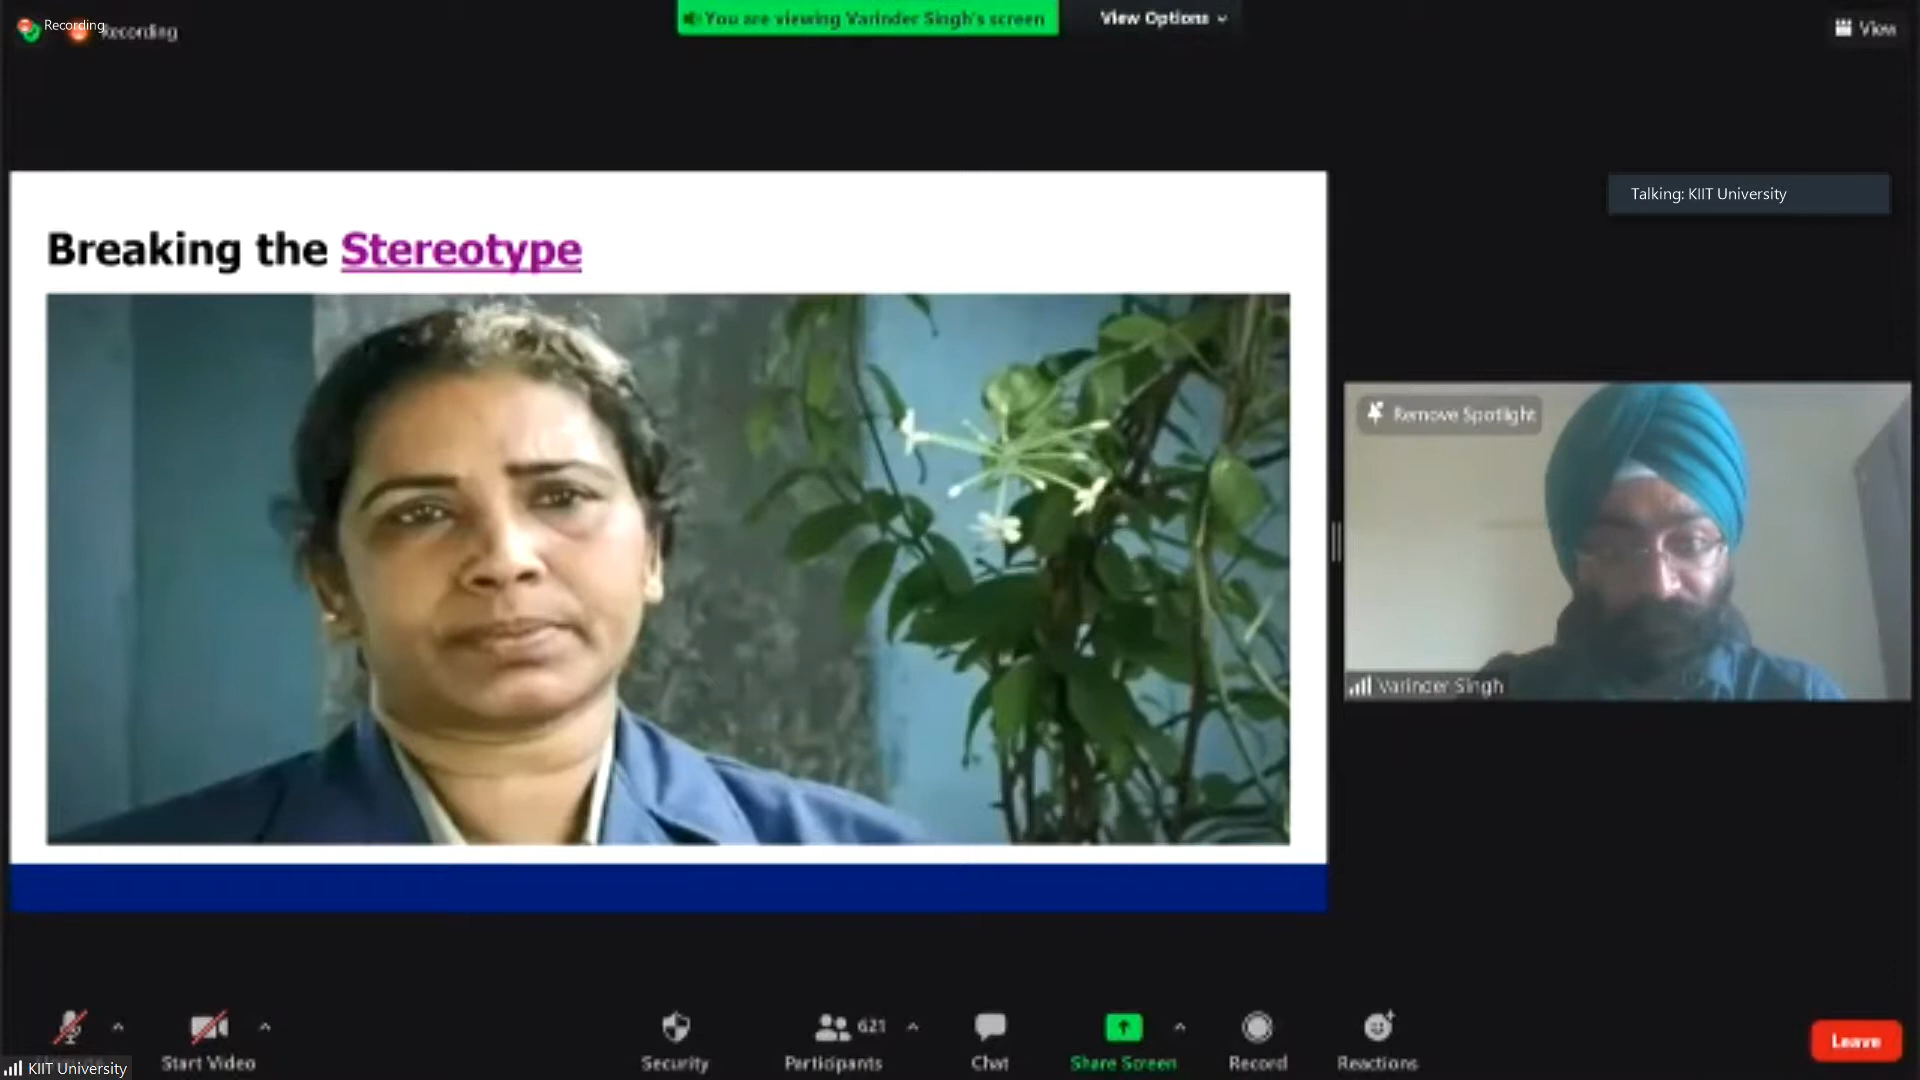 Recording
Recording
You are viewing Varinder Singh's screen
View Options
View
Talking: KIIT University
Breaking the Stereotype
Remove Spotlight
Varinder Singh
Start Video
Security
621
Participants
Chat
Share Screen
Record
Reactions
Leave
KIIT University